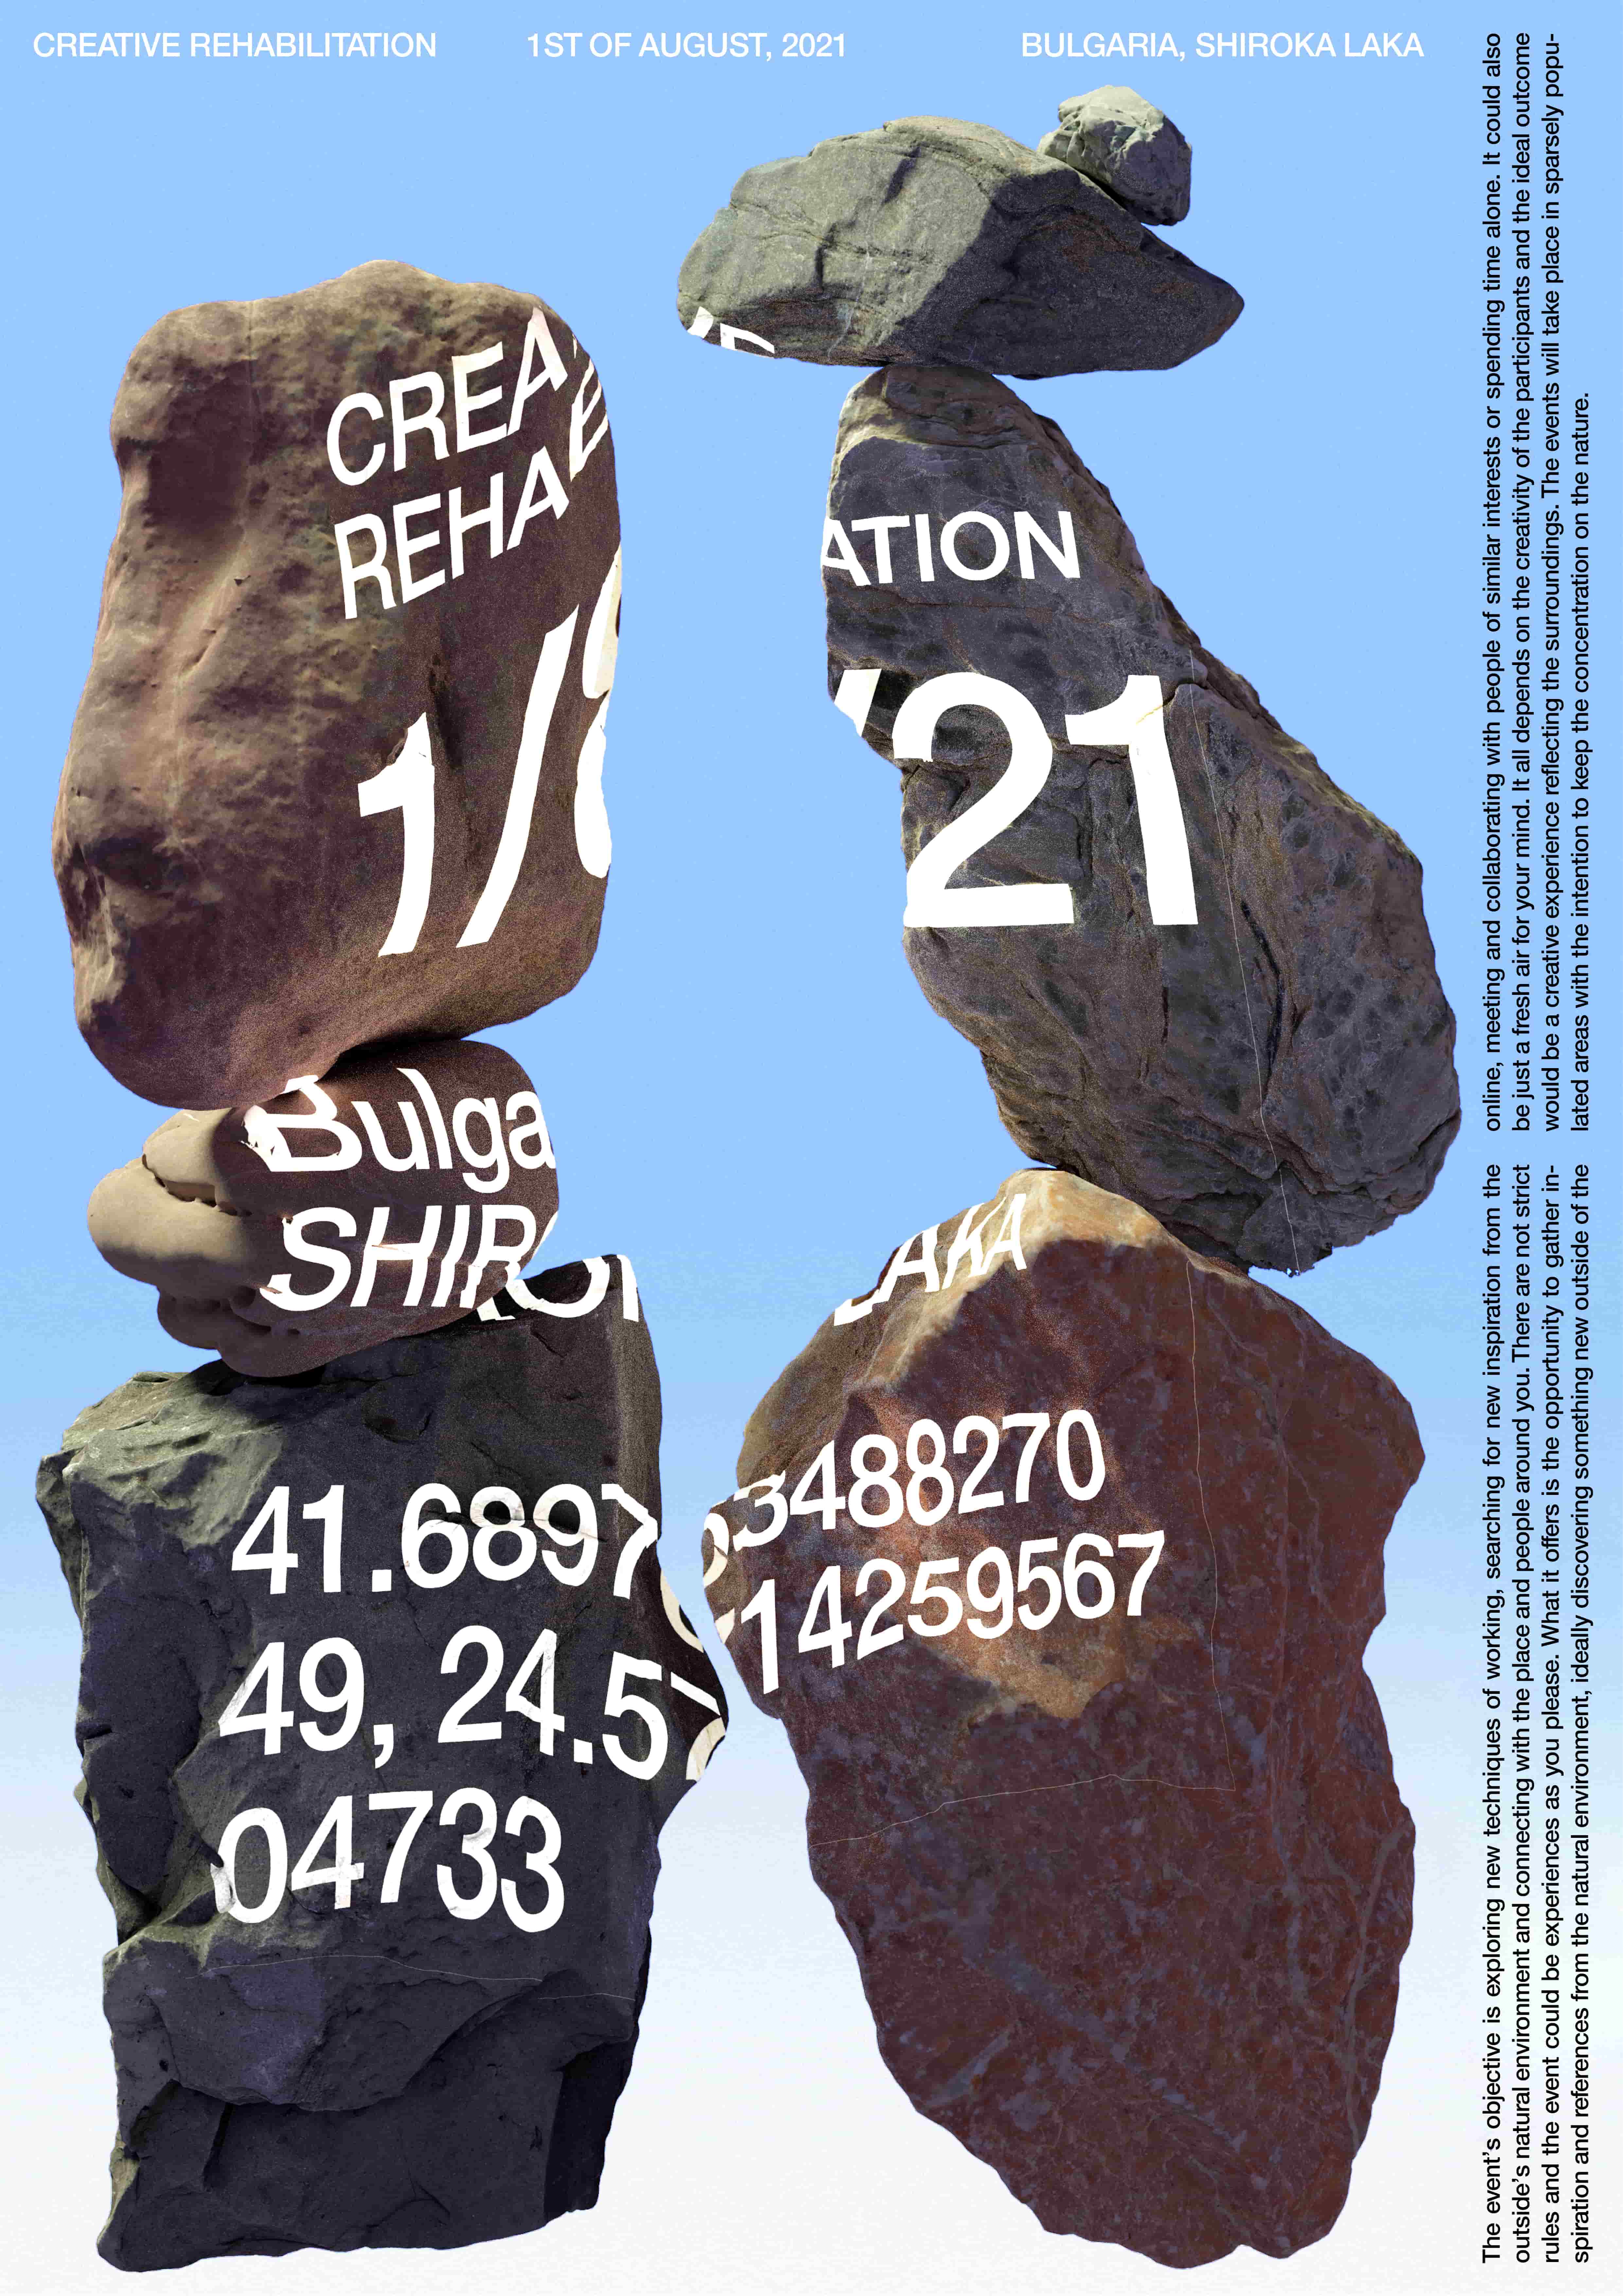 CREATIVE REHABILITATION
1ST OF AUGUST, 2021
BULGARIA, SHIROKA LAKA
CREA
REHA
ATION
1/8
'21
Bulga
SHIRO
LAKA
41.6897
53488270
49, 24.57
14259567
04733
The event's objective is exploring new techniques of working, searching for new inspiration from the
outside's natural environment and connecting with the place and people around you. There are not strict
rules and the event could be experiences as you please. What it offers is the opportunity to gather in-
spiration and references from the natural environment, ideally discovering something new outside of the
online, meeting and collaborating with people of similar interests or spending time alone. It could also
be just a fresh air for your mind. It all depends on the creativity of the participants and the ideal outcome
would be a creative experience reflecting the surroundings. The events will take place in sparsely popu-
lated areas with the intention to keep the concentration on the nature.